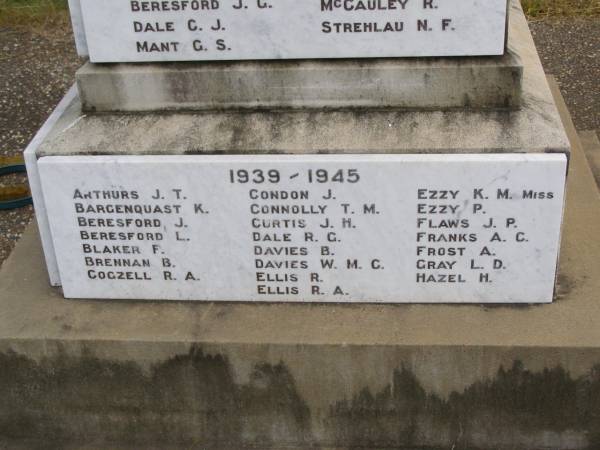 BERESFORD J. G.
DALE C. J.
MANT G. S.
MCCAULEY R.
STREHLAU N. F.
1939 - 1945
ARTHURS J. T.
BARGENQUAST K.
BERESFORD J.
BERESFORD L.
BLAKER F.
BRENNAN B.
COGZELL R. A.
CONDON J.
CONNOLLY T. M.
CURTIS J. H.
DALE R. G.
DAVIES B.
DAVIES W. M. C.
ELLIS R.
ELLIS R. A.
EZZY K. M. MISS
EZZY P.
FLAWS J. P.
FRANKS A. C.
FROST A.
GRAY L. D.
HAZEL H.